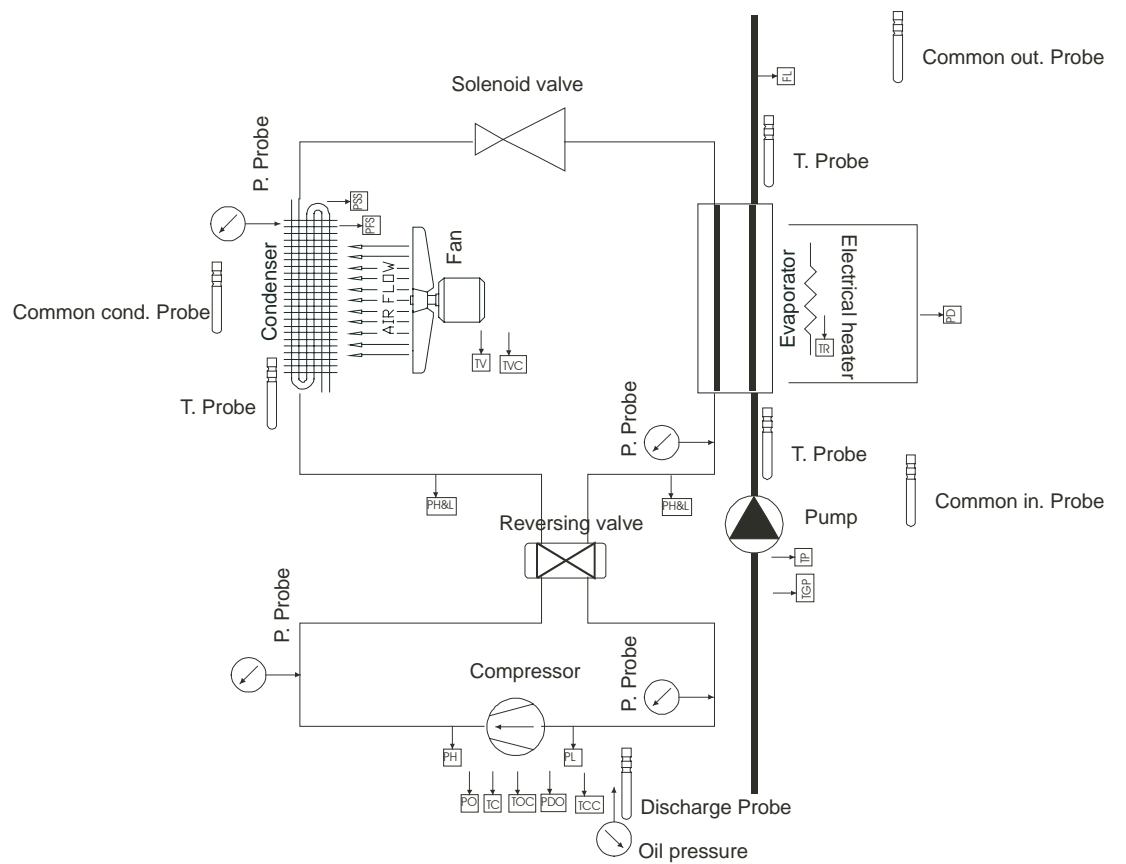 Common out. Probe
FL
Solenoid valve
P. Probe
T. Probe
PSS
PFS
Fan
Condenser
AIR FLOW
Evaporator
Electrical heater
Common cond. Probe
PD
TR
TV
TVC
T. Probe
P. Probe
T. Probe
PH&L
PH&L
Common in. Probe
Reversing valve
Pump
TP
TGP
P. Probe
Compressor
P. Probe
PH
PL
PO
TC
TOC
PDO
TCC
Discharge Probe
Oil pressure